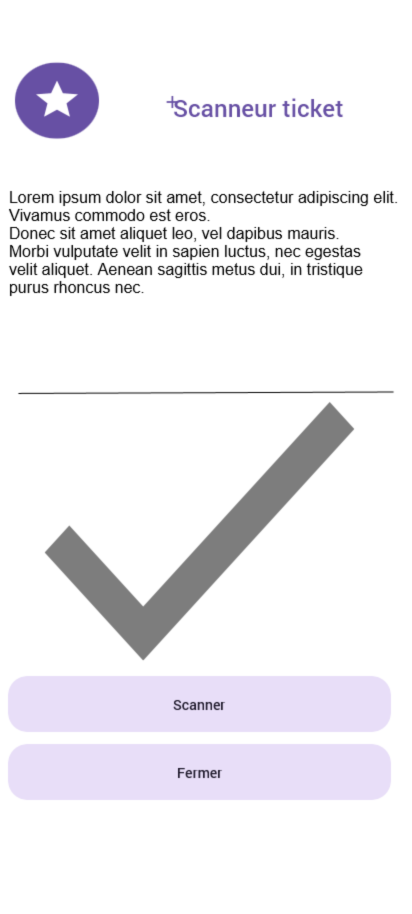 +Scanneur ticket
Lorem ipsum dolor sit amet, consectetur adipiscing elit.
Vivamus commodo est eros.
Donec sit amet aliquet leo, vel dapibus mauris.
Morbi vulputate velit in sapien luctus, nec egestas
velit aliquet. Aenean sagittis metus dui, in tristique
purus rhoncus nec.
Scanner
Fermer